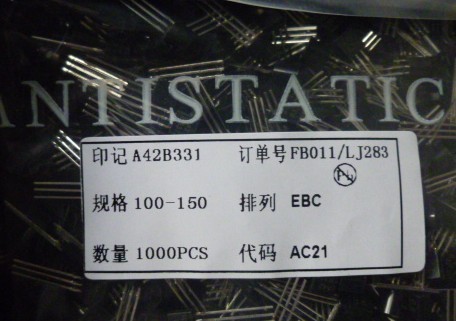 ANTISTATIC
印记 A42B331 订单号 FB011/LJ283
Pb
规格 100-150 排列 EBC
数量 1000PCS 代码 AC21